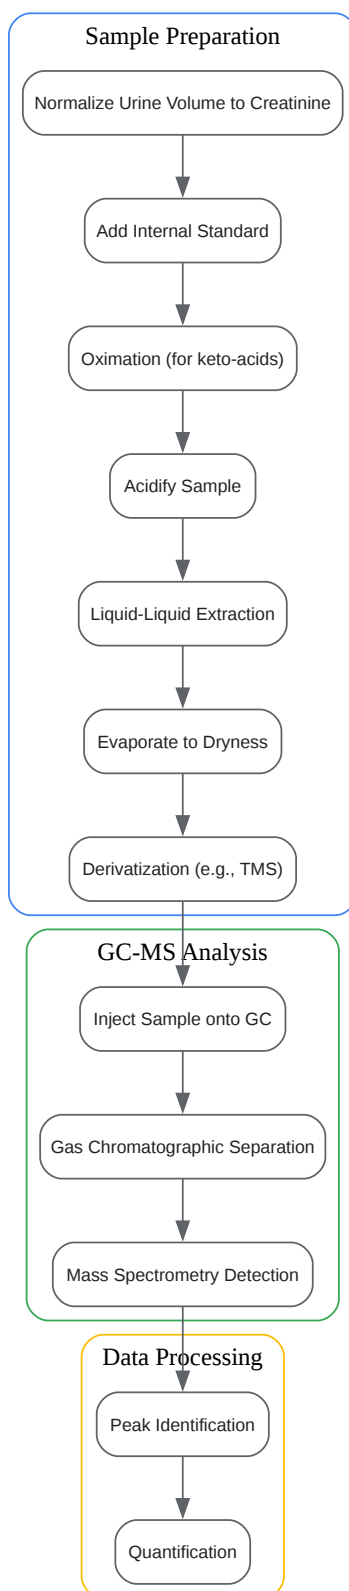 Sample Preparation
Normalize Urine Volume to Creatinine
Add Internal Standard
Oximation (for keto-acids)
Acidify Sample
Liquid-Liquid Extraction
Evaporate to Dryness
Derivatization (e.g., TMS)
GC-MS Analysis
Inject Sample onto GC
Gas Chromatographic Separation
Mass Spectrometry Detection
Data Processing
Peak Identification
Quantification